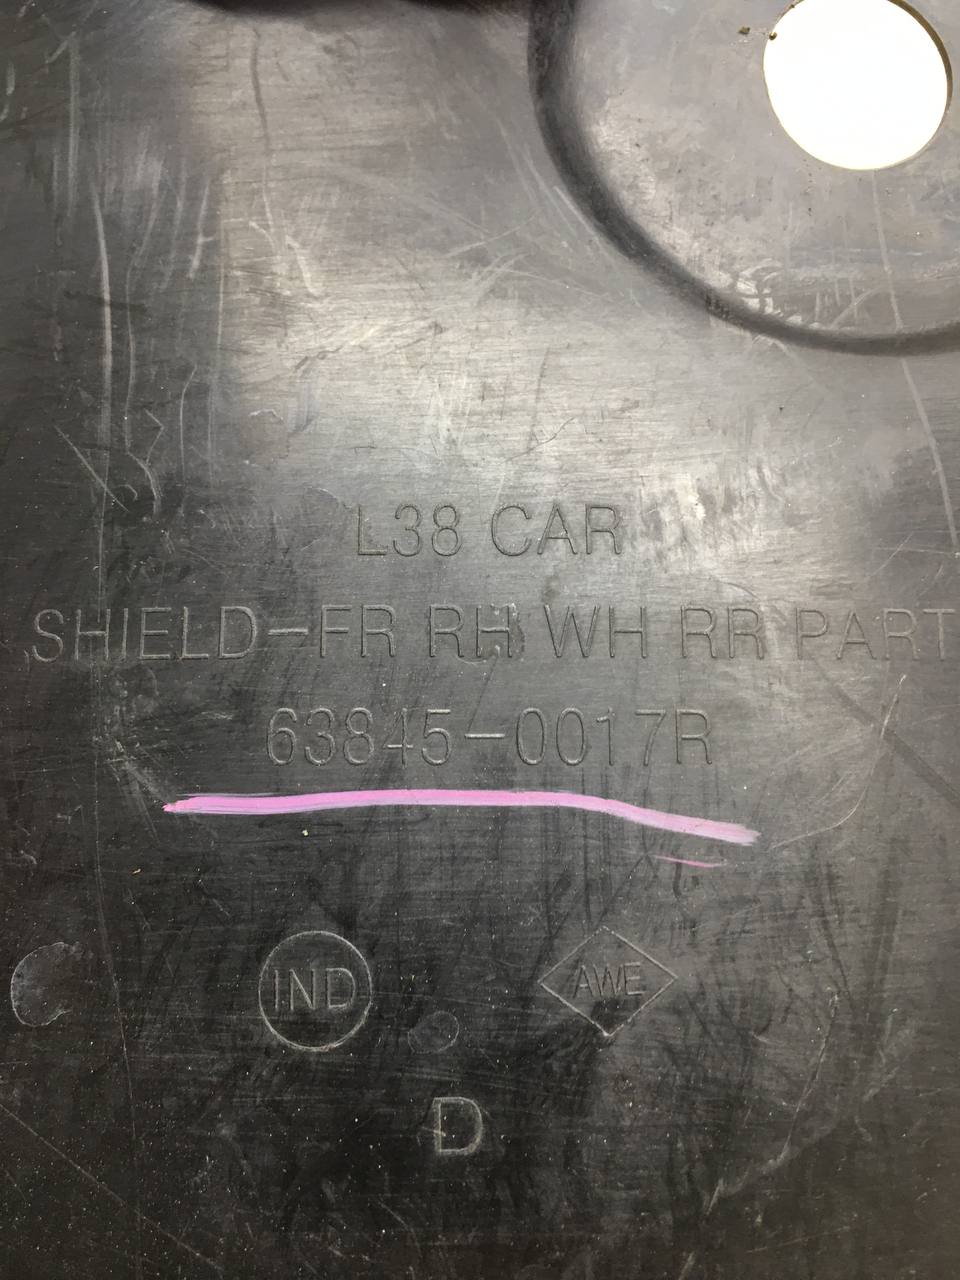 L38 CAR
SHIELD-FR RH WH RR PART
63845-0017R
IND
AWE
D